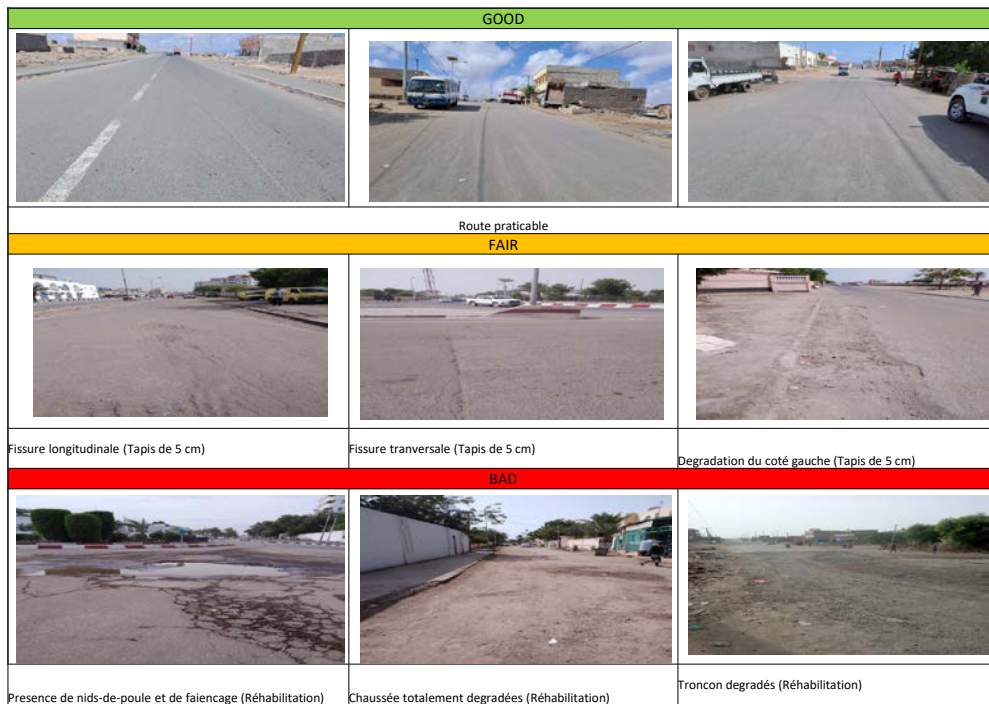 GOOD
Route praticable
FAIR
Fissure longitudinale (Tapis de 5 cm)
Fissure tranversale (Tapis de 5 cm)
Degradation du coté gauche (Tapis de 5 cm)
BAD
Presence de nids-de-poule et de faiencage (Réhabilitation)
Chaussée totalement degradées (Réhabilitation)
Troncon degradés (Réhabilitation)